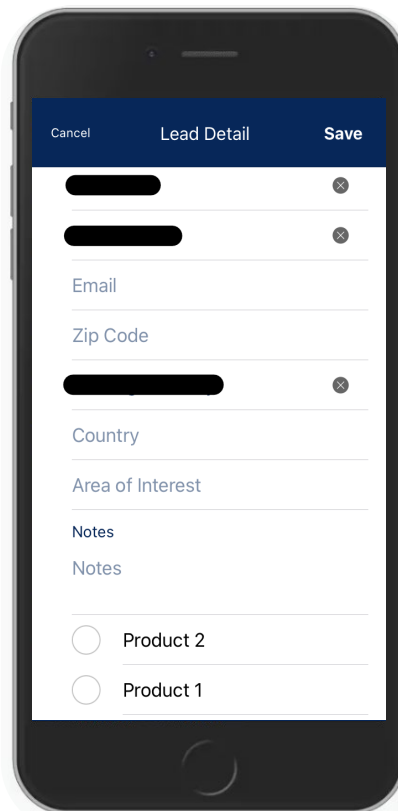 Cancel Lead Detail Save
Email
Zip Code
Country
Area of Interest
Notes
Notes
Product 2
Product 1